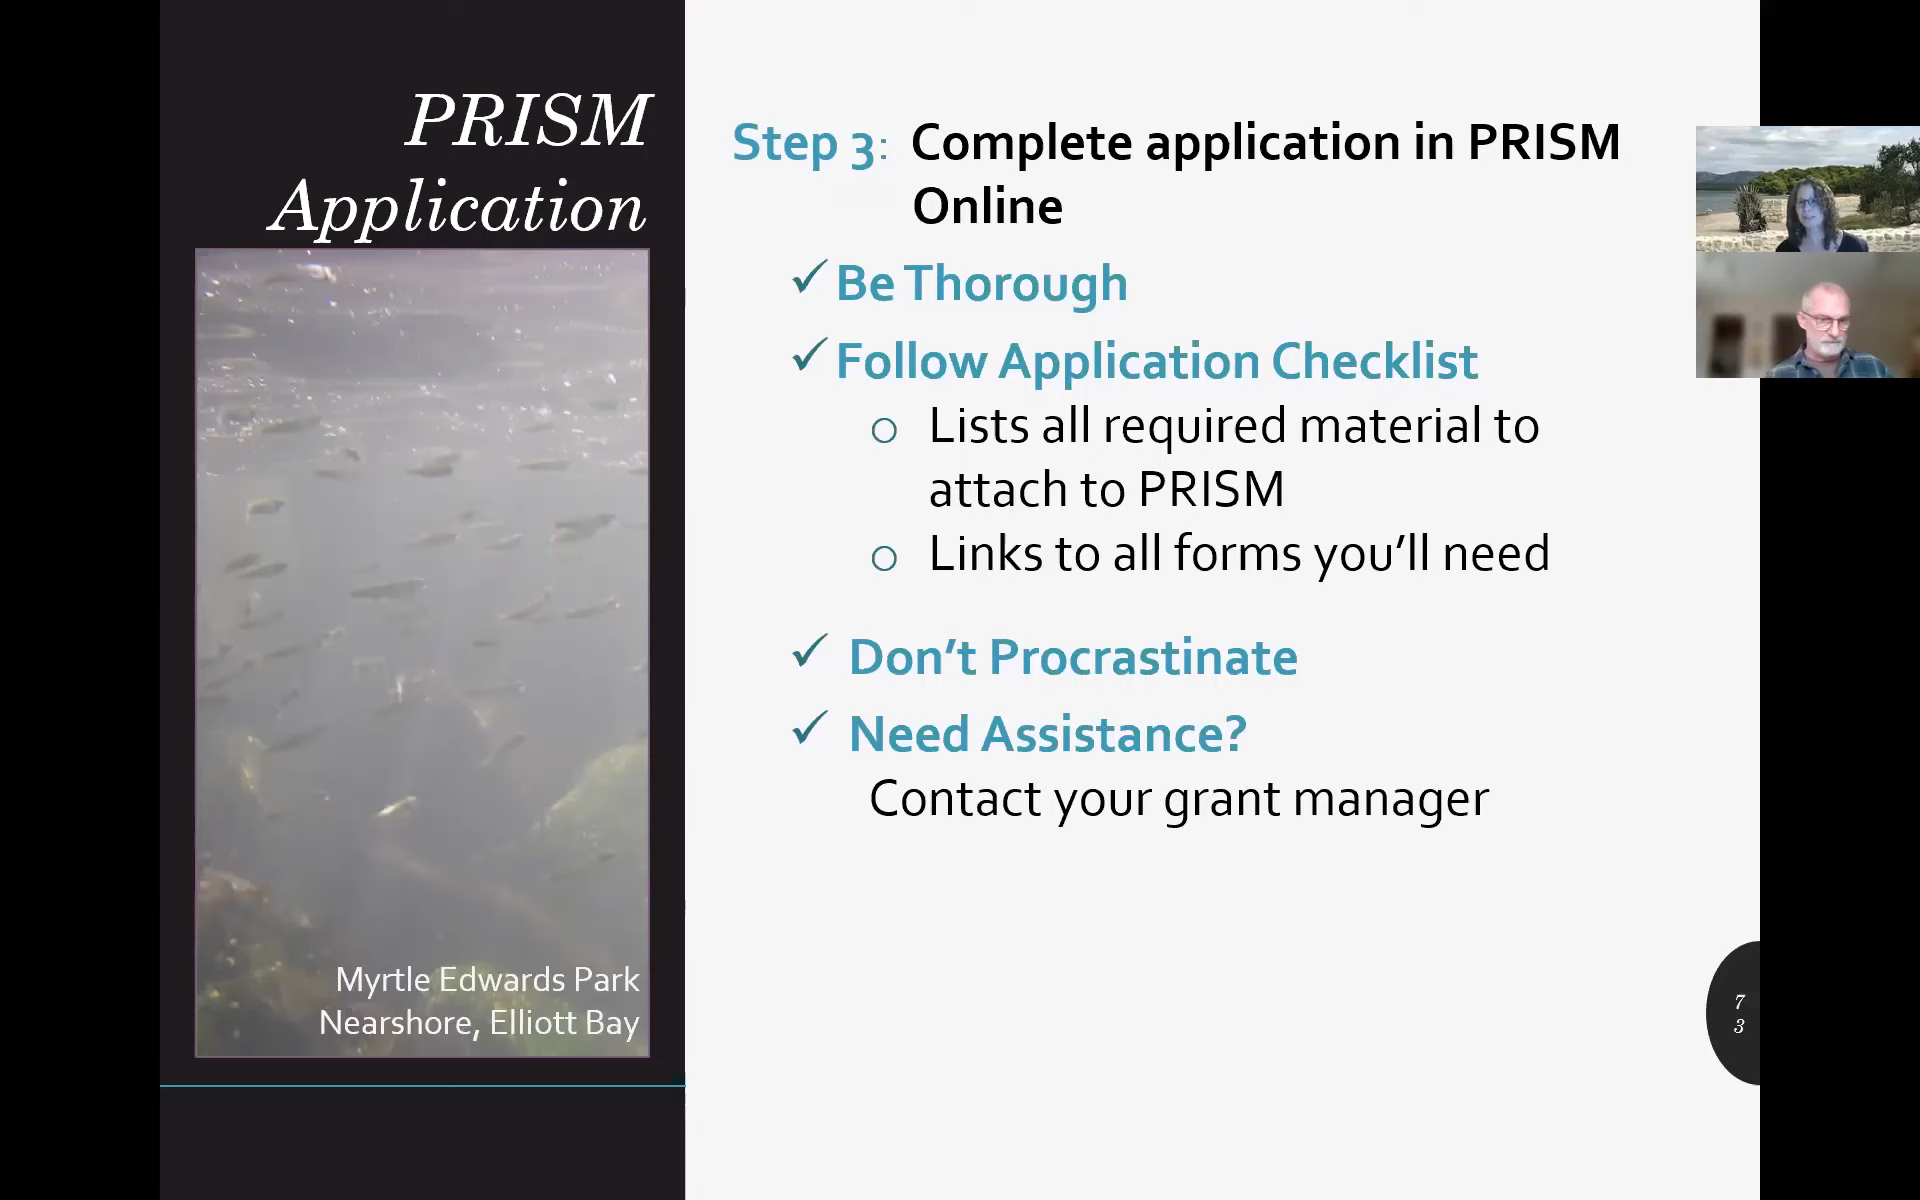 PRISM
Application
Myrtle Edwards Park
Nearshore, Elliott Bay
Step 3: Complete application in PRISM
Online
✓ Be Thorough
✓ Follow Application Checklist
o Lists all required material to
attach to PRISM
o Links to all forms you’ll need
✓ Don’t Procrastinate
✓ Need Assistance?
Contact your grant manager
7
3